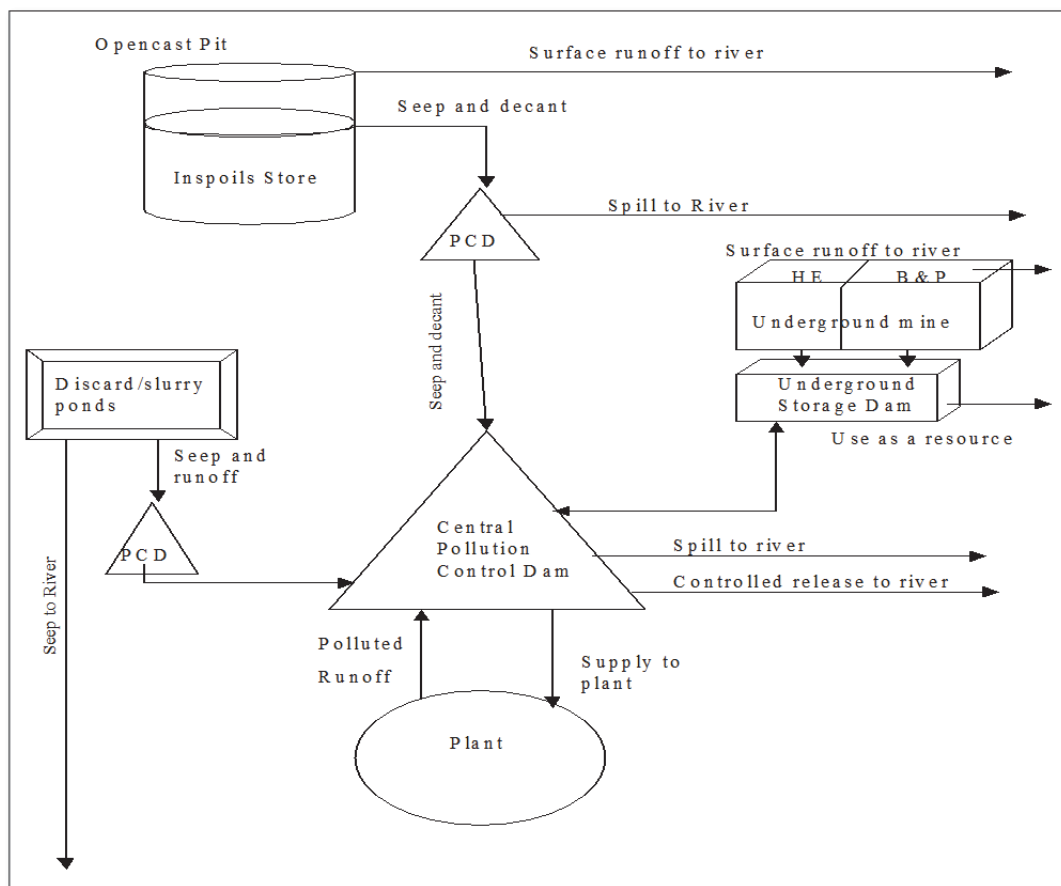 Opencast Pit
Surface runoff to river
Seep and decant
Inspoils Store
Spill to River
PCD
Surface runoff to river
HE
B & P
Underground mine
Seep and decant
Discard/slurry
ponds
Underground
Storage Dam
Use as a resource
Seep and
runoff
PCD
Central
Pollution
Control Dam
Spill to river
Controlled release to river
Seep to River
Polluted
Runoff
Supply to
plant
Plant